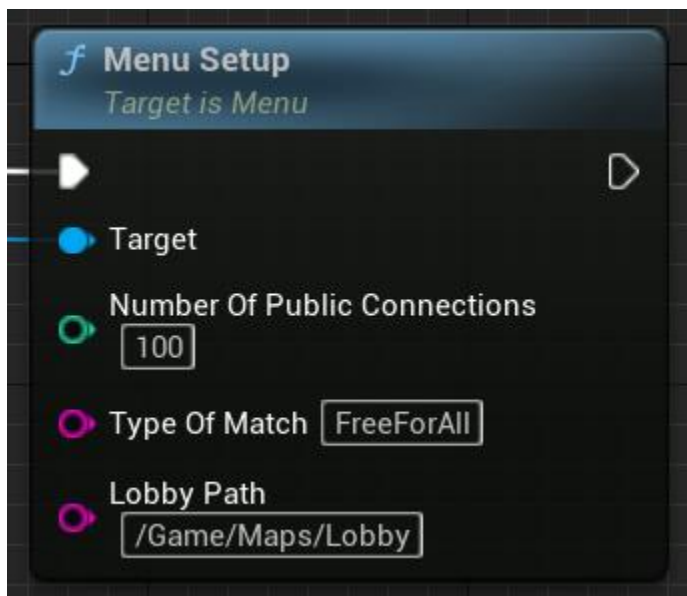 f Menu Setup
Target is Menu
Target
Number Of Public Connections
100
Type Of Match FreeForAll
Lobby Path
/Game/Maps/Lobby